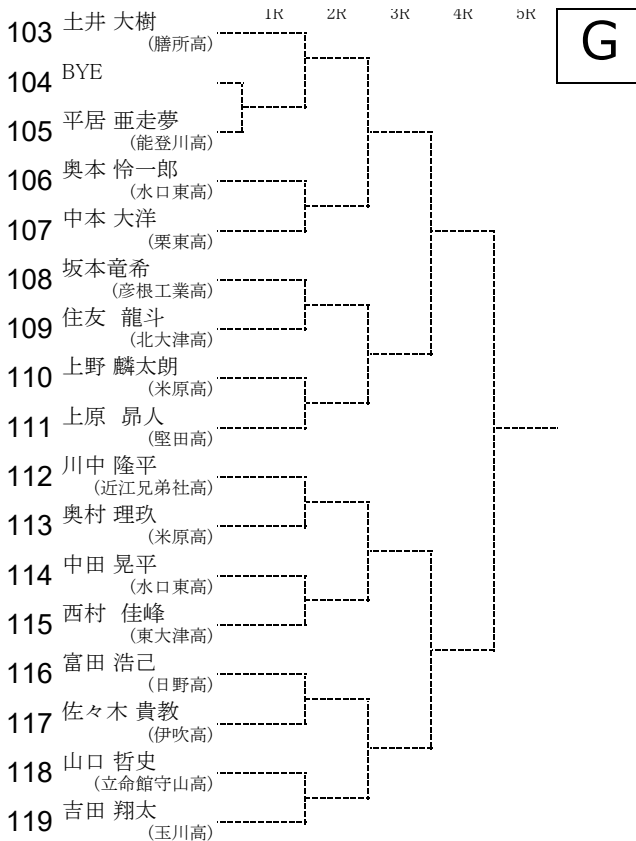 1R 2R 3R 4R 5R
G
103 土井 大樹
(膳所高)
104 BYE
105 平居 亜走夢
(能登川高)
106 奥本 怜一郎
(水口東高)
107 中本 大洋
(栗東高)
108 坂本竜希
(彦根工業高)
109 住友 龍斗
(北大津高)
110 上野 麟太朗
(米原高)
111 上原 昴人
(堅田高)
112 川中 隆平
(近江兄弟社高)
113 奥村 理玖
(米原高)
114 中田 晃平
(水口東高)
115 西村 佳峰
(東大津高)
116 富田 浩己
(日野高)
117 佐々木 貴教
(伊吹高)
118 山口 哲史
(立命館守山高)
119 吉田 翔太
(玉川高)